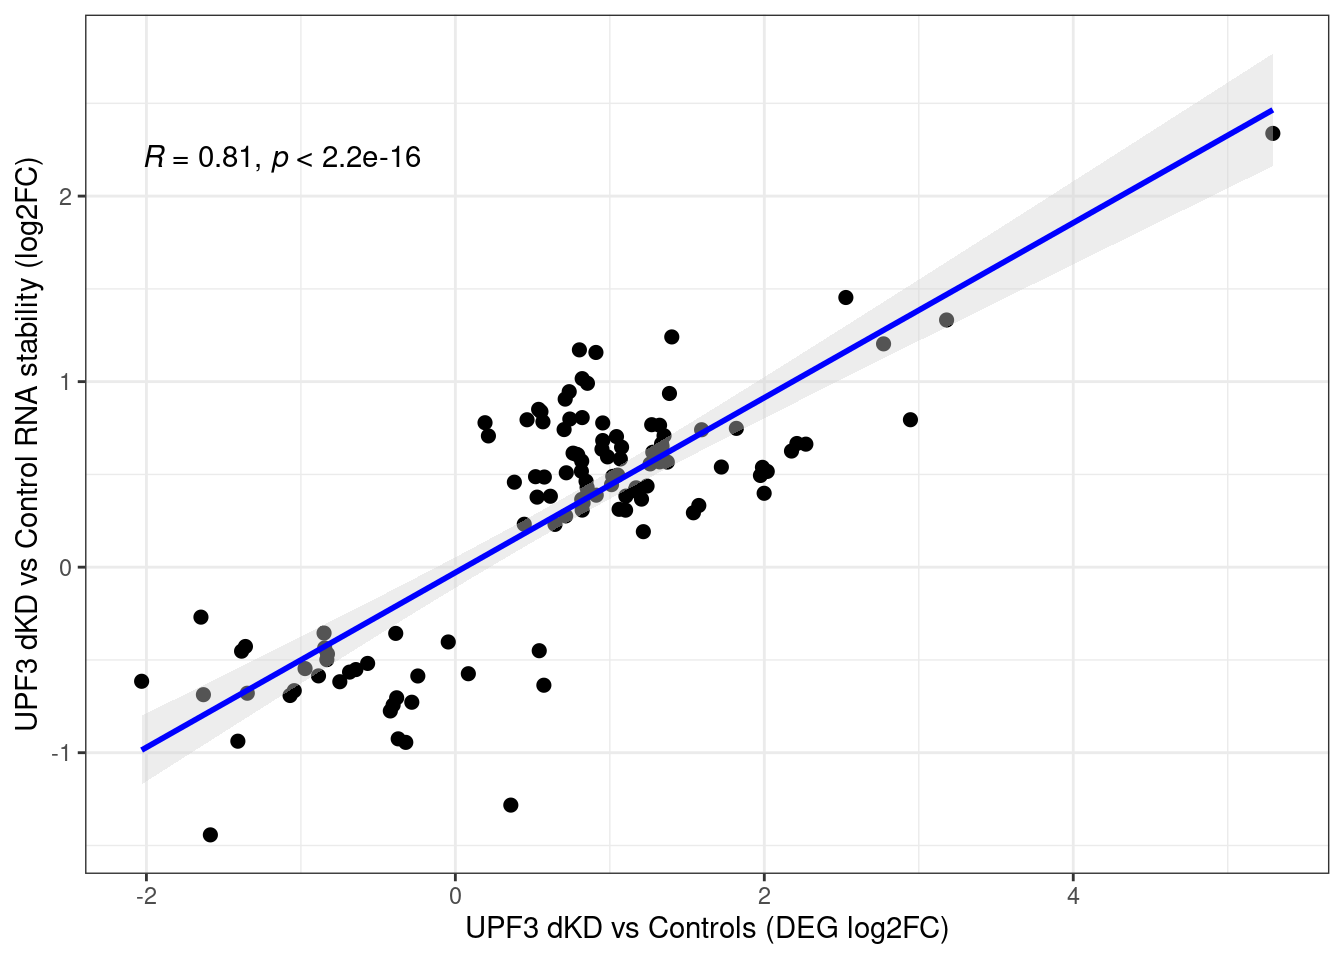 R = 0.81, p < 2.2e-16
UPF3 dKD vs Control RNA stability (log2FC)
2
1
0
-1
-2 0 2 4
UPF3 dKD vs Controls (DEG log2FC)